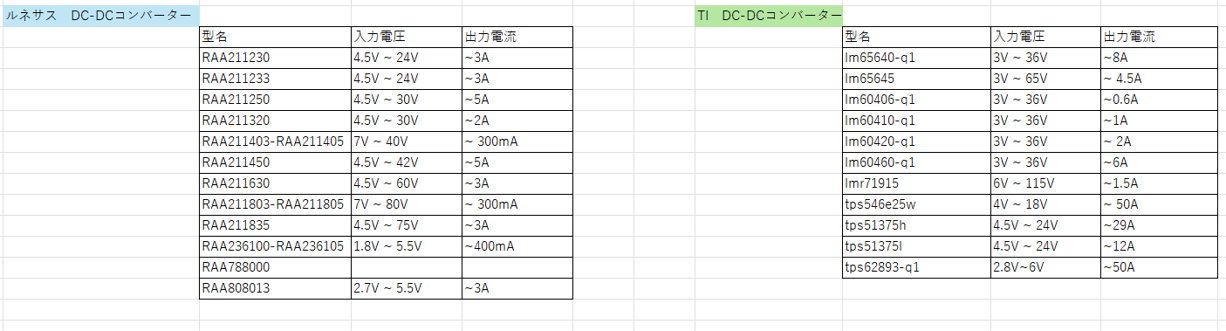 ルネサス　DC-DCコンバーター
型名 入力電圧 出力電流
RAA211230 4.5V ~ 24V ~3A
RAA211233 4.5V ~ 24V ~3A
RAA211250 4.5V ~ 30V ~5A
RAA211320 4.5V ~ 30V ~2A
RAA211403-RAA211405 7V ~ 40V ~ 300mA
RAA211450 4.5V ~ 42V ~5A
RAA211630 4.5V ~ 60V ~3A
RAA211803-RAA211805 7V ~ 80V ~ 300mA
RAA211835 4.5V ~ 75V ~3A
RAA236100-RAA236105 1.8V ~ 5.5V ~400mA
RAA788000
RAA808013 2.7V ~ 5.5V ~3A
TI　DC-DCコンバーター
型名 入力電圧 出力電流
lm65640-q1 3V ~ 36V ~8A
lm65645 3V ~ 65V ~ 4.5A
lm60406-q1 3V ~ 36V ~0.6A
lm60410-q1 3V ~ 36V ~1A
lm60420-q1 3V ~ 36V ~ 2A
lm60460-q1 3V ~ 36V ~6A
lmr71915 6V ~ 115V ~1.5A
tps546e25w 4V ~ 18V ~ 50A
tps51375h 4.5V ~ 24V ~29A
tps51375l 4.5V ~ 24V ~12A
tps62893-q1 2.8V~6V ~50A